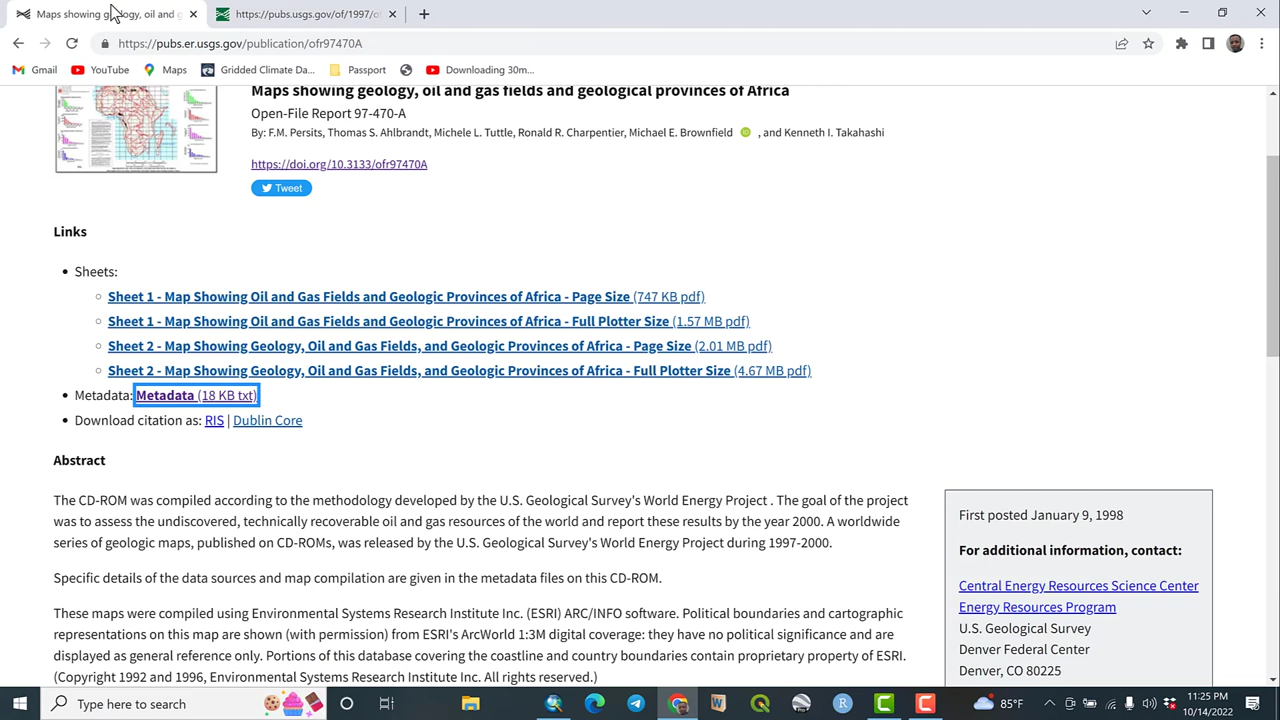 Maps showing geology, oil and g
https://pubs.usgs.gov/of/1997/o
https://pubs.er.usgs.gov/publication/ofr97470A
Gmail
YouTube
Maps
Gridded Climate Da...
Passport
Downloading 30m...
Maps showing geology, oil and gas fields and geological provinces of Africa
Open-File Report 97-470-A
By: F.M. Persits, Thomas S. Ahlbrandt, Michele L. Tuttle, Ronald R. Charpentier, Michael E. Brownfield , and Kenneth I. Takahashi
https://doi.org/10.3133/ofr97470A
Tweet
Links
• Sheets:
Sheet 1 - Map Showing Oil and Gas Fields and Geologic Provinces of Africa - Page Size (747 KB pdf)
Sheet 1 - Map Showing Oil and Gas Fields and Geologic Provinces of Africa - Full Plotter Size (1.57 MB pdf)
Sheet 2 - Map Showing Geology, Oil and Gas Fields, and Geologic Provinces of Africa - Page Size (2.01 MB pdf)
Sheet 2 - Map Showing Geology, Oil and Gas Fields, and Geologic Provinces of Africa - Full Plotter Size (4.67 MB pdf)
• Metadata: Metadata (18 KB txt)
• Download citation as: RIS | Dublin Core
Abstract
The CD-ROM was compiled according to the methodology developed by the U.S. Geological Survey's World Energy Project . The goal of the project
was to assess the undiscovered, technically recoverable oil and gas resources of the world and report these results by the year 2000. A worldwide
series of geologic maps, published on CD-ROMs, was released by the U.S. Geological Survey's World Energy Project during 1997-2000.
Specific details of the data sources and map compilation are given in the metadata files on this CD-ROM.
These maps were compiled using Environmental Systems Research Institute Inc. (ESRI) ARC/INFO software. Political boundaries and cartographic
representations on this map are shown (with permission) from ESRI's ArcWorld 1:3M digital coverage: they have no political significance and are
displayed as general reference only. Portions of this database covering the coastline and country boundaries contain proprietary property of ESRI.
(Copyright 1992 and 1996, Environmental Systems Research Institute Inc. All rights reserved.)
First posted January 9, 1998
For additional information, contact:
Central Energy Resources Science Center
Energy Resources Program
U.S. Geological Survey
Denver Federal Center
Denver, CO 80225
Type here to search
85°F
11:25 PM
10/14/2022